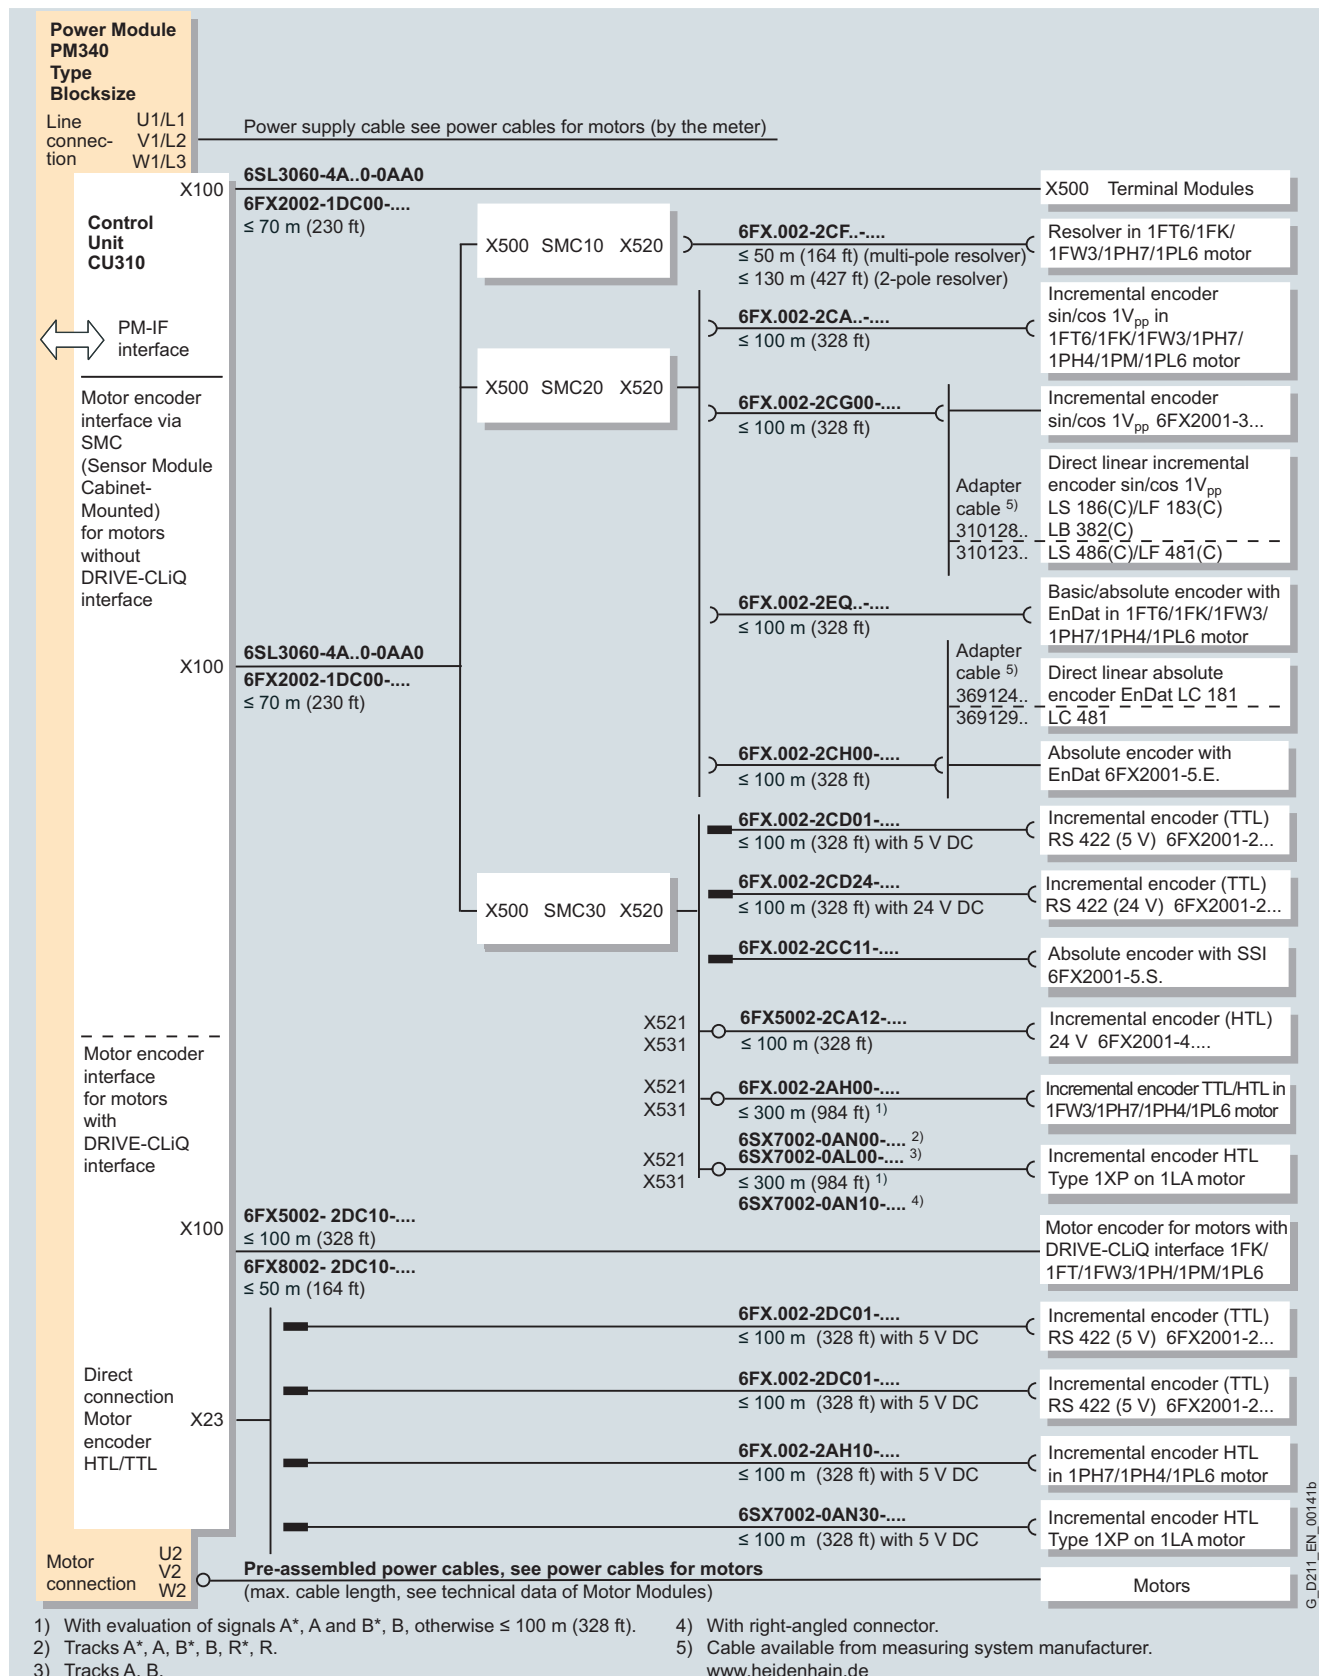 Power Module
PM340
Type
Blocksize
Line connec- tion
U1/L1
V1/L2
W1/L3
Power supply cable see power cables for motors (by the meter)
X100
6SL3060-4A..0-0AA0
6FX2002-1DC00-....
≤ 70 m (230 ft)
X500 Terminal Modules
Control
Unit
CU310
PM-IF
interface
X500 SMC10 X520
6FX.002-2CF..-....
≤ 50 m (164 ft) (multi-pole resolver)
≤ 130 m (427 ft) (2-pole resolver)
Resolver in 1FT6/1FK/
1FW3/1PH7/1PL6 motor
6FX.002-2CA..-....
≤ 100 m (328 ft)
Incremental encoder
sin/cos 1Vpp in
1FT6/1FK/1FW3/1PH7/
1PH4/1PM/1PL6 motor
Motor encoder
interface via
SMC
(Sensor Module
Cabinet-
Mounted)
for motors
without
DRIVE-CLiQ
interface
X500 SMC20 X520
6FX.002-2CG00-....
≤ 100 m (328 ft)
Incremental encoder
sin/cos 1Vpp 6FX2001-3...
Adapter
cable 5)
310128..
310123..
Direct linear incremental
encoder sin/cos 1Vpp
LS 186(C)/LF 183(C)
LB 382(C)
LS 486(C)/LF 481(C)
6FX.002-2EQ..-....
≤ 100 m (328 ft)
Basic/absolute encoder with
EnDat in 1FT6/1FK/1FW3/
1PH7/1PH4/1PL6 motor
X100
6SL3060-4A..0-0AA0
6FX2002-1DC00-....
≤ 70 m (230 ft)
Adapter
cable 5)
369124..
369129..
Direct linear absolute
encoder EnDat LC 181
LC 481
6FX.002-2CH00-....
≤ 100 m (328 ft)
Absolute encoder with
EnDat 6FX2001-5.E.
X500 SMC30 X520
6FX.002-2CD01-....
≤ 100 m (328 ft) with 5 V DC
Incremental encoder (TTL)
RS 422 (5 V) 6FX2001-2...
6FX.002-2CD24-....
≤ 100 m (328 ft) with 24 V DC
Incremental encoder (TTL)
RS 422 (24 V) 6FX2001-2...
6FX.002-2CC11-....
Absolute encoder with SSI
6FX2001-5.S.
X521
X531
6FX5002-2CA12-....
≤ 100 m (328 ft)
Incremental encoder (HTL)
24 V 6FX2001-4....
X521
X531
6FX.002-2AH00-....
≤ 300 m (984 ft) 1)
Incremental encoder TTL/HTL in
1FW3/1PH7/1PH4/1PL6 motor
X521
X531
6SX7002-0AN00-.... 2)
6SX7002-0AL00-.... 3)
≤ 300 m (984 ft) 1)
6SX7002-0AN10-.... 4)
Incremental encoder HTL
Type 1XP on 1LA motor
Motor encoder
interface
for motors
with
DRIVE-CLiQ
interface
X100
6FX5002- 2DC10-....
≤ 100 m (328 ft)
6FX8002- 2DC10-....
≤ 50 m (164 ft)
Motor encoder for motors with
DRIVE-CLiQ interface 1FK/
1FT/1FW3/1PH/1PM/1PL6
Direct
connection
Motor
encoder
HTL/TTL
X23
6FX.002-2DC01-....
≤ 100 m (328 ft) with 5 V DC
Incremental encoder (TTL)
RS 422 (5 V) 6FX2001-2...
6FX.002-2DC01-....
≤ 100 m (328 ft) with 5 V DC
Incremental encoder (TTL)
RS 422 (5 V) 6FX2001-2...
6FX.002-2AH10-....
≤ 100 m (328 ft) with 5 V DC
Incremental encoder HTL
in 1PH7/1PH4/1PL6 motor
6SX7002-0AN30-....
≤ 100 m (328 ft) with 5 V DC
Incremental encoder HTL
Type 1XP on 1LA motor
Motor
connection
U2
V2
W2
Pre-assembled power cables, see power cables for motors
(max. cable length, see technical data of Motor Modules)
Motors
G_D211_EN_00141b
1) With evaluation of signals A*, A and B*, B, otherwise ≤ 100 m (328 ft).
2) Tracks A*, A, B*, B, R*, R.
3) Tracks A, B.
4) With right-angled connector.
5) Cable available from measuring system manufacturer.
www.heidenhain.de